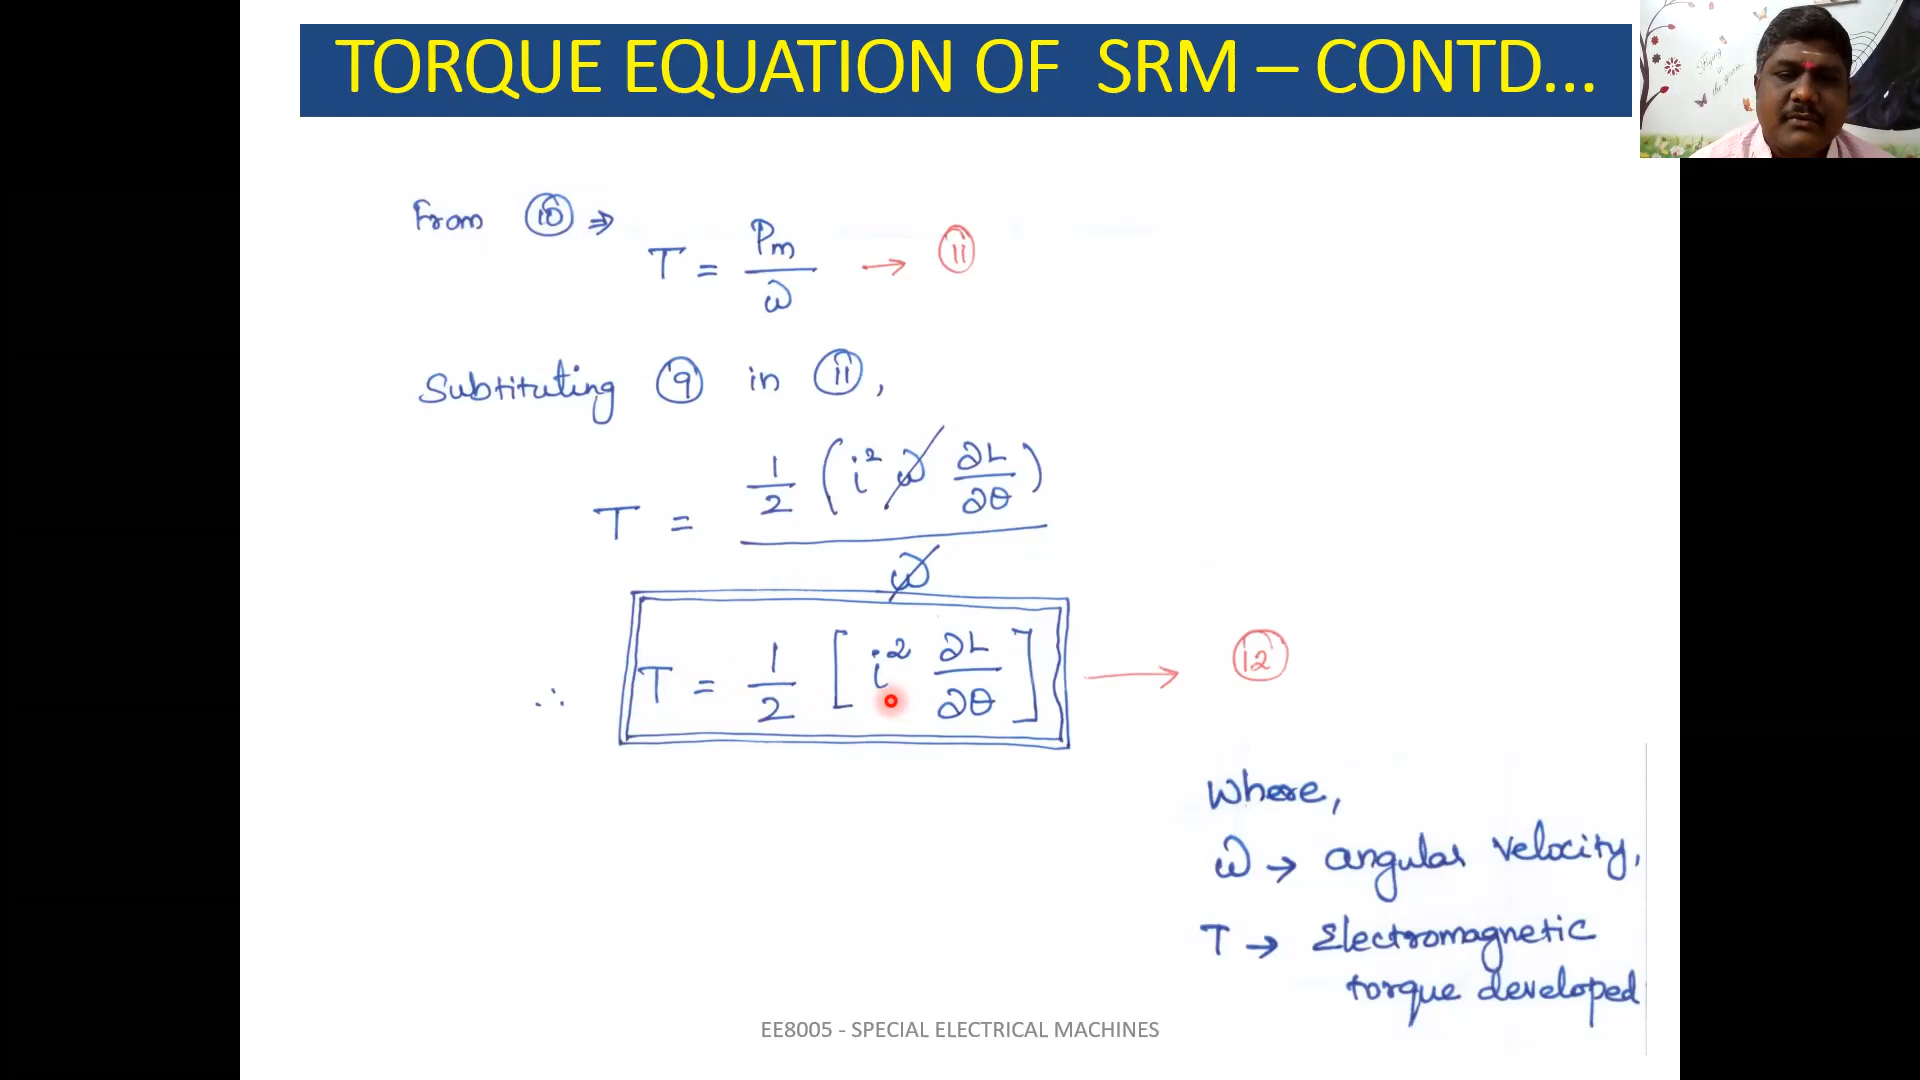 TORQUE EQUATION OF SRM – CONTD...
From ⑩ ⇒
T = Pm / ω → ⑪
Subtituting ⑨ in ⑪,
T = 1/2 (i² ω ∂L/∂θ) / ω
∴ T = 1/2 [i² ∂L/∂θ] → ⑫
Where,
ω → angular velocity,
T → Electromagnetic
torque developed
EE8005 - SPECIAL ELECTRICAL MACHINES